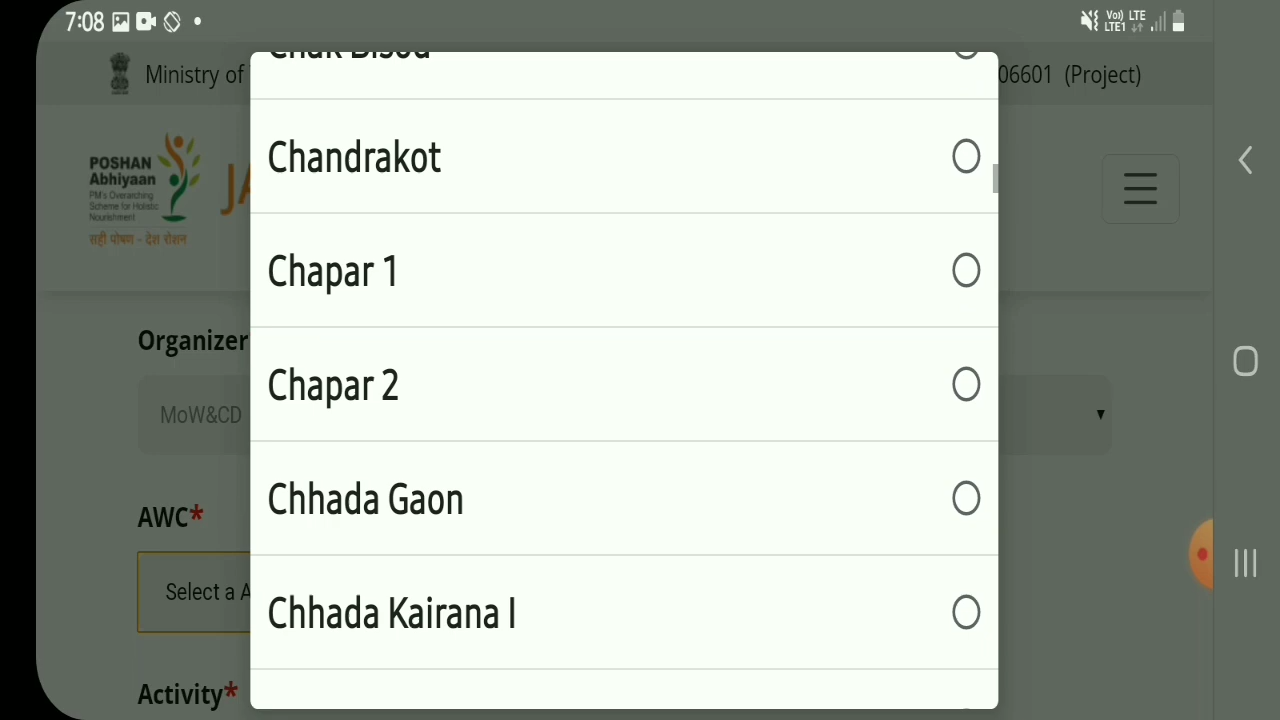 7:08
Vo) LTE
LTE1
Ministry of
06601 (Project)
Chandrakot
POSHAN
Abhiyaan
PM's Overarching
Scheme for Holistic
Nourishment
सही पोषण - देश रोशन
JA
Chapar 1
Organizer
Chapar 2
MoW&CD
Chhada Gaon
AWC*
Select a A
Chhada Kairana I
Activity*